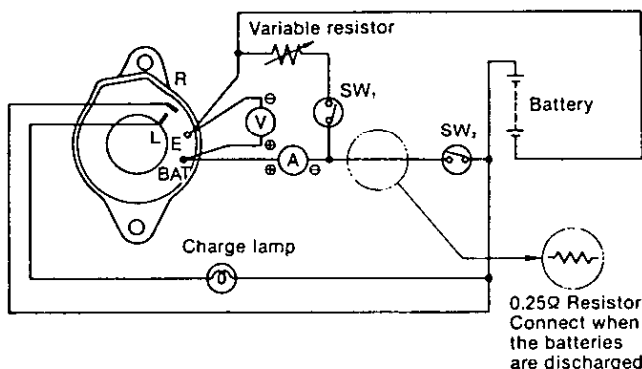 Variable resistor
R
SW₁
⊖
V
Battery
L
E
SW₂
⊕
BAT
A
⊕
⊖
Charge lamp
0.25Ω Resistor
Connect when
the batteries
are discharged